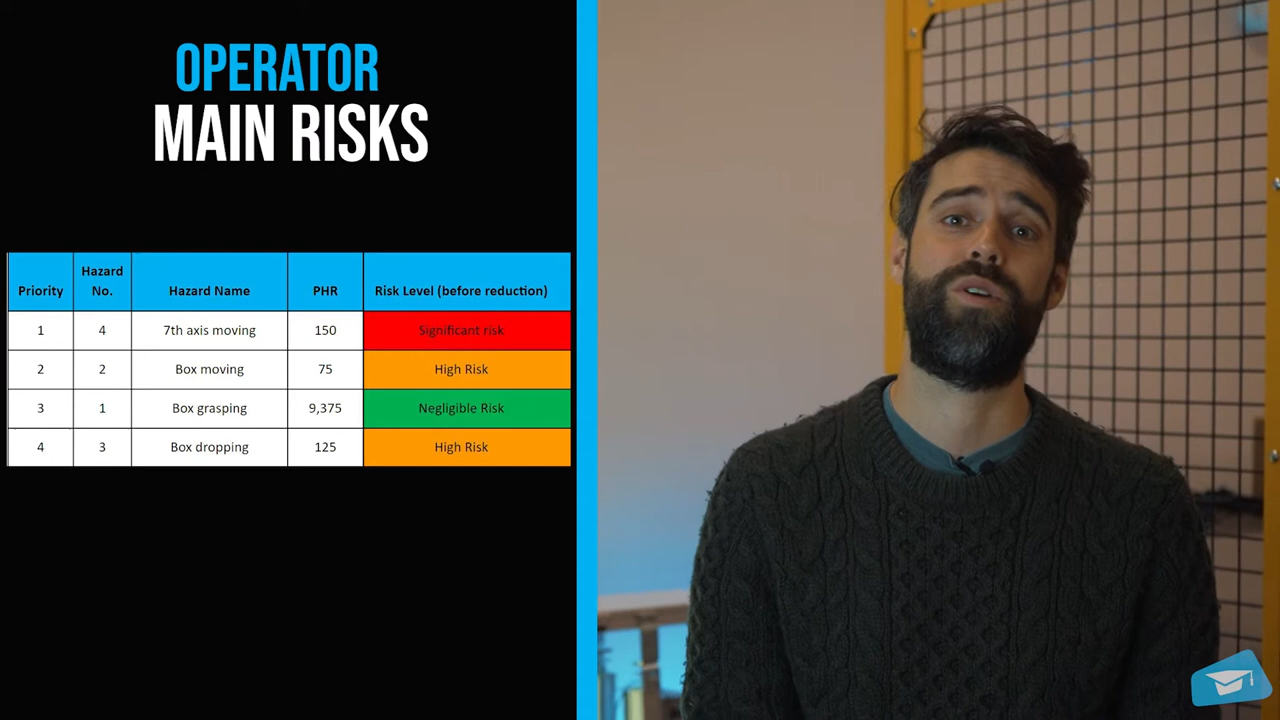 OPERATOR
MAIN RISKS
Priority Hazard No. Hazard Name PHR Risk Level (before reduction)
1 4 7th axis moving 150 Significant risk
2 2 Box moving 75 High Risk
3 1 Box grasping 9,375 Negligible Risk
4 3 Box dropping 125 High Risk